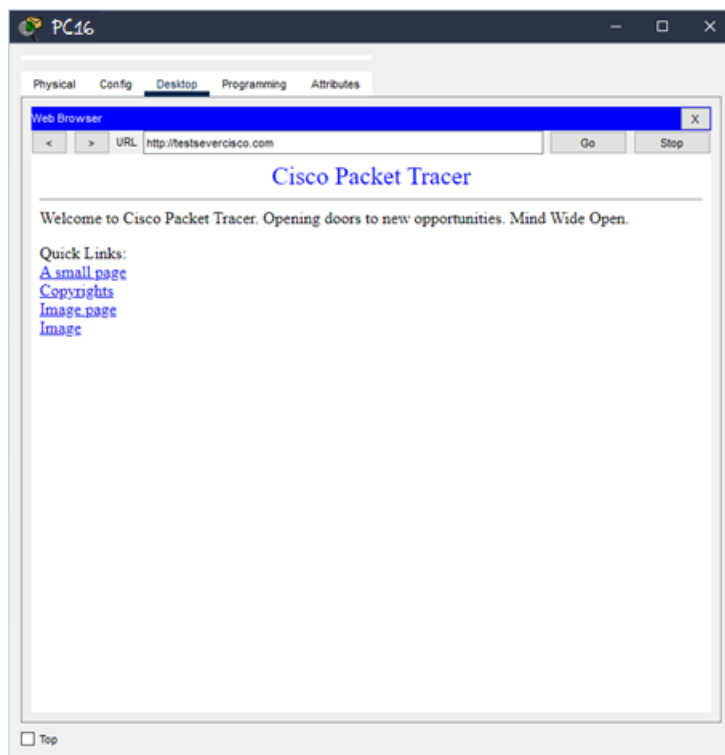 PC16
Physical Config Desktop Programming Attributes
Web Browser X
< > URL http://testsevercisco.com Go Stop
Cisco Packet Tracer
Welcome to Cisco Packet Tracer. Opening doors to new opportunities. Mind Wide Open.
Quick Links:
A small page
Copyrights
Image page
Image
Top